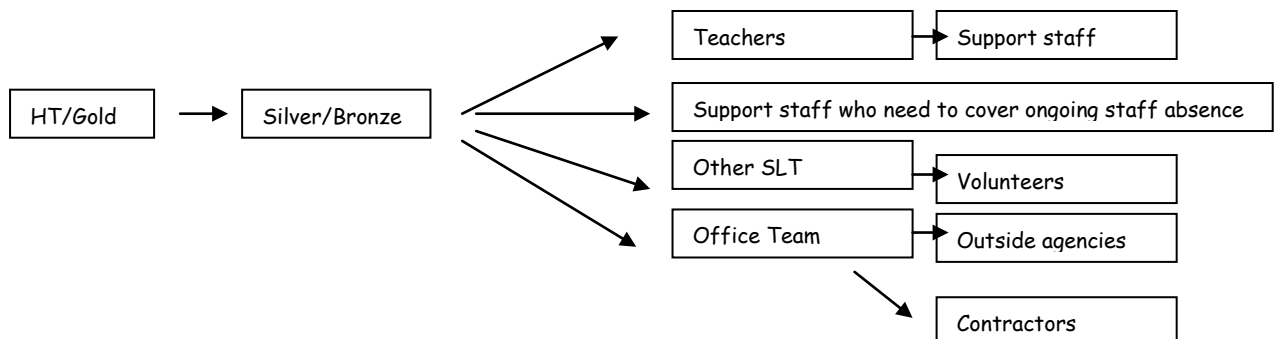 HT/Gold
Silver/Bronze
Teachers
Support staff
Support staff who need to cover ongoing staff absence
Other SLT
Volunteers
Office Team
Outside agencies
Contractors